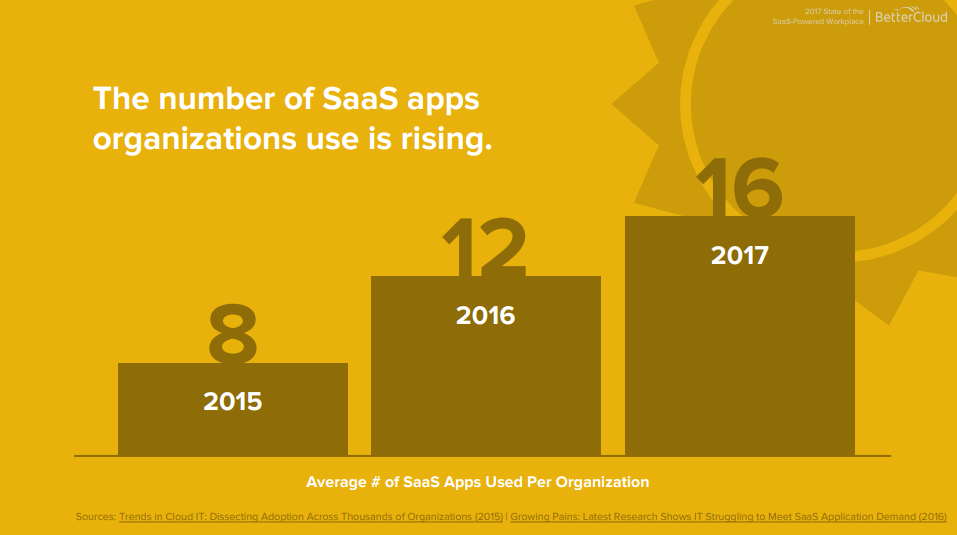 2017 State of the
SaaS-Powered Workplace | BetterCloud
The number of SaaS apps
organizations use is rising.
8
2015
12
2016
16
2017
Average # of SaaS Apps Used Per Organization
Sources: Trends in Cloud IT: Dissecting Adoption Across Thousands of Organizations (2015) | Growing Pains: Latest Research Shows IT Struggling to Meet SaaS Application Demand (2016)